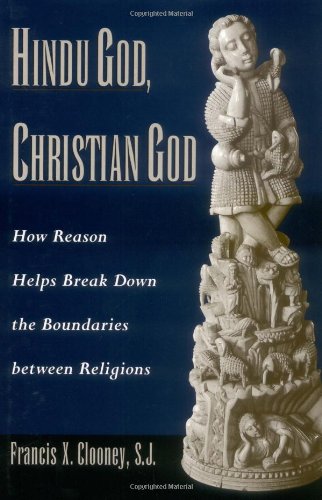 HINDU GOD,
CHRISTIAN GOD
How Reason
Helps Break Down
the Boundaries
between Religions
Francis X. Clooney, S.J.